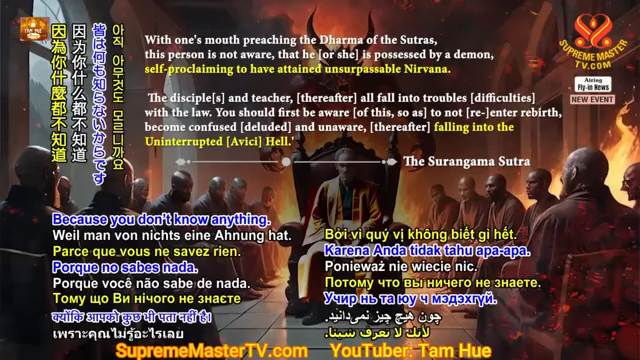 With one's mouth preaching the Dharma of the Sutras,
this person is not aware, that he [or she] is possessed by a demon,
self-proclaiming to have attained unsurpassable Nirvana.
The disciple[s] and teacher, [thereafter] all fall into troubles [difficulties]
with the law. You should first be aware [of this, so as] to not [re-]enter rebirth,
become confused [deluded] and unaware, [thereafter] falling into the
Uninterrupted [Avici] Hell.'
The Surangama Sutra
SUPREME MASTER
TV.COM
Airing
Fly-in News
NEW EVENT
아직 아무것도 모르니까요
皆は何も知らないからです
因为你什么都不知道
因為你什麼都不知道
Because you don't know anything.
Weil man von nichts eine Ahnung hat.
Parce que vous ne savez rien.
Porque no sabes nada.
Porque você não sabe de nada.
Тому що Ви нічого не знаєте
क्योंकि आपको कुछ भी पता नहीं है।
เพราะคุณไม่รู้อะไรเลย
Bởi vì quý vị không biết gì hết.
Karena Anda tidak tahu apa-apa.
Ponieważ nie wiecie nic.
Потому что вы ничего не знаете.
Учир нь та юу ч мэдэхгүй.
چون هیچ چیز نمی‌دانید.
لأنك لا تعرف شيئا.
SupremeMasterTV.com YouTuber: Tam Hue